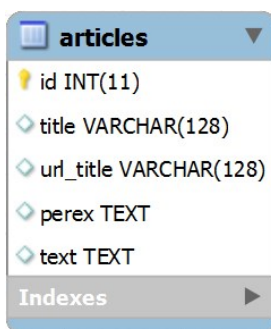 articles
id INT(11)
title VARCHAR(128)
url_title VARCHAR(128)
perex TEXT
text TEXT
Indexes